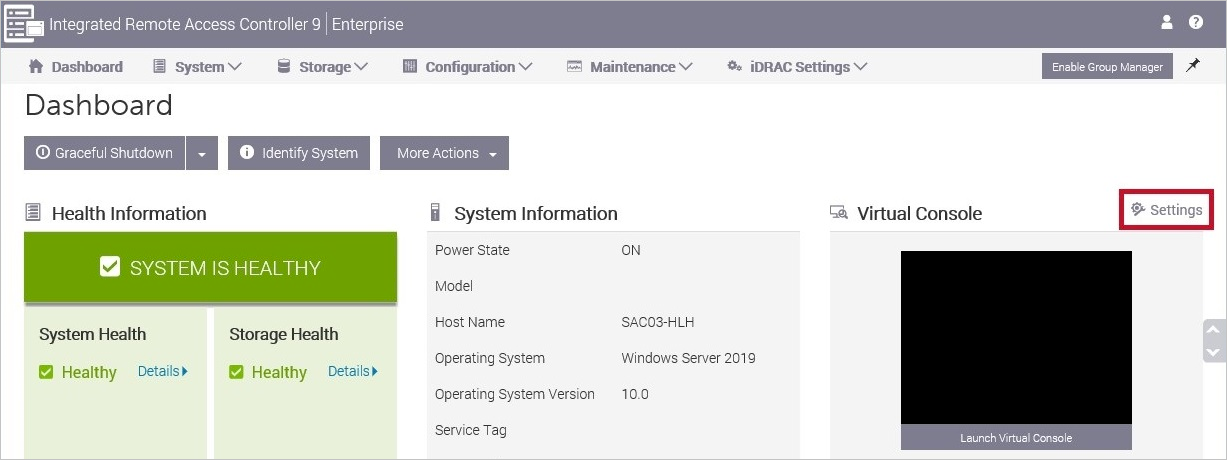 Integrated Remote Access Controller 9 | Enterprise
Dashboard System Storage Configuration Maintenance iDRAC Settings Enable Group Manager
Dashboard
Graceful Shutdown Identify System More Actions
Health Information
SYSTEM IS HEALTHY
System Health
Healthy Details
Storage Health
Healthy Details
System Information
Power State ON
Model
Host Name SAC03-HLH
Operating System Windows Server 2019
Operating System Version 10.0
Service Tag
Virtual Console
Settings
Launch Virtual Console